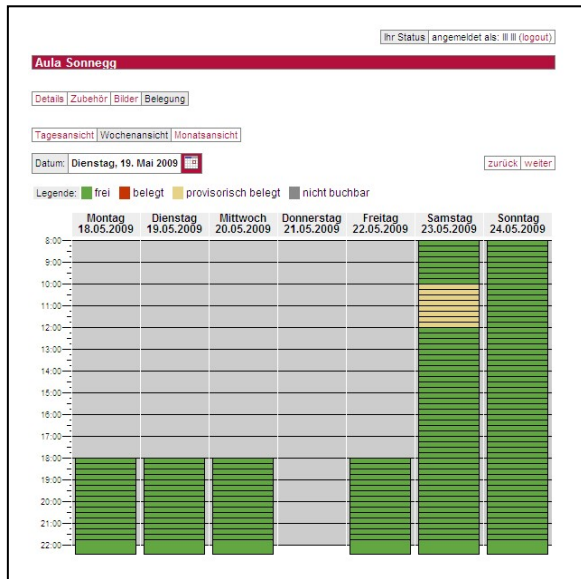 Ihr Status angemeldet als: III III (logout)
Aula Sonnegg
Details Zubehör Bilder Belegung
Tagesansicht Wochenansicht Monatsansicht
Datum: Dienstag, 19. Mai 2009 zurück weiter
Legende: frei belegt provisorisch belegt nicht buchbar
Montag Dienstag Mittwoch Donnerstag Freitag Samstag Sonntag
18.05.2009 19.05.2009 20.05.2009 21.05.2009 22.05.2009 23.05.2009 24.05.2009
8:00
9:00
10:00
11:00
12:00
13:00
14:00
15:00
16:00
17:00
18:00
19:00
20:00
21:00
22:00